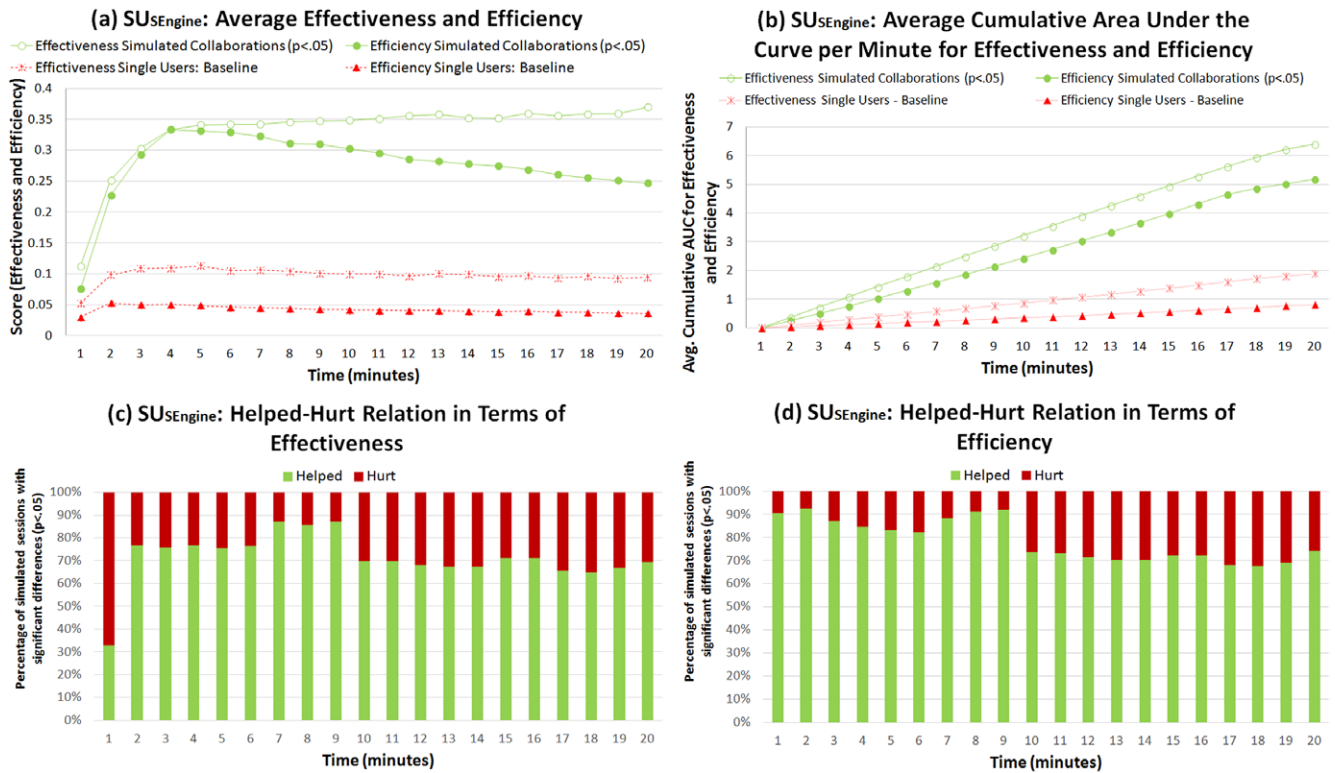 (a) SUSEngine: Average Effectiveness and Efficiency
Effectiveness Simulated Collaborations (p<.05)
Efficiency Simulated Collaborations (p<.05)
Effictiveness Single Users: Baseline
Efficiency Single Users: Baseline
Score (Effectiveness and Efficiency)
0.4
0.35
0.3
0.25
0.2
0.15
0.1
0.05
0
1 2 3 4 5 6 7 8 9 10 11 12 13 14 15 16 17 18 19 20
Time (minutes)
(b) SUSEngine: Average Cumulative Area Under the
Curve per Minute for Effectiveness and Efficiency
Effictiveness Simulated Collaborations (p<.05)
Efficiency Simulated Collaborations (p<.05)
Effectiveness Single Users - Baseline
Efficiency Single Users - Baseline
Avg. Cumulative AUC for Effectiveness
and Efficiency
7
6
5
4
3
2
1
0
1 2 3 4 5 6 7 8 9 10 11 12 13 14 15 16 17 18 19 20
Time (minutes)
(c) SUSEngine: Helped-Hurt Relation in Terms of
Effectiveness
Helped Hurt
Percentage of simulated sessions with
significant differences (p<.05)
100%
90%
80%
70%
60%
50%
40%
30%
20%
10%
0%
1 2 3 4 5 6 7 8 9 10 11 12 13 14 15 16 17 18 19 20
Time (minutes)
(d) SUSEngine: Helped-Hurt Relation in Terms of
Efficiency
Helped Hurt
Percentage of simulated sessions with
significant differences (p<.05)
100%
90%
80%
70%
60%
50%
40%
30%
20%
10%
0%
1 2 3 4 5 6 7 8 9 10 11 12 13 14 15 16 17 18 19 20
Time (minutes)